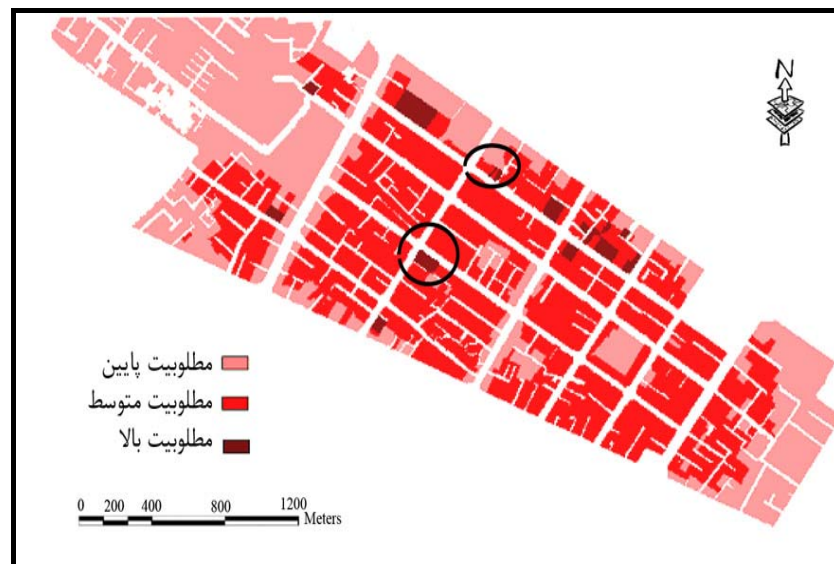 N
مطلوبیت پایین
مطلوبیت متوسط
مطلوبیت بالا
0 200 400 800 1200
Meters